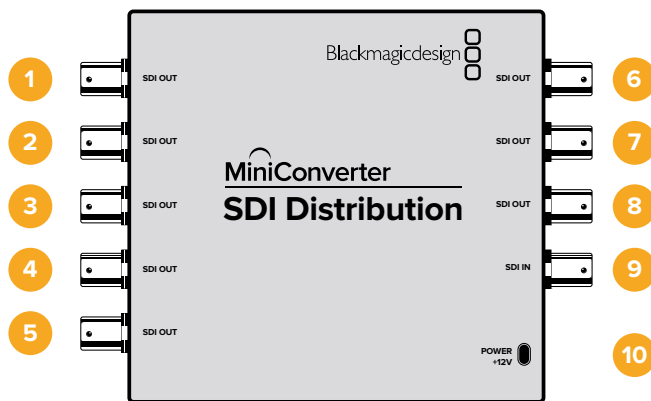 Blackmagicdesign
1 SDI OUT SDI OUT 6
2 SDI OUT SDI OUT 7
MiniConverter
3 SDI OUT SDI Distribution SDI OUT 8
4 SDI OUT SDI IN 9
5 SDI OUT
POWER
+12V
10